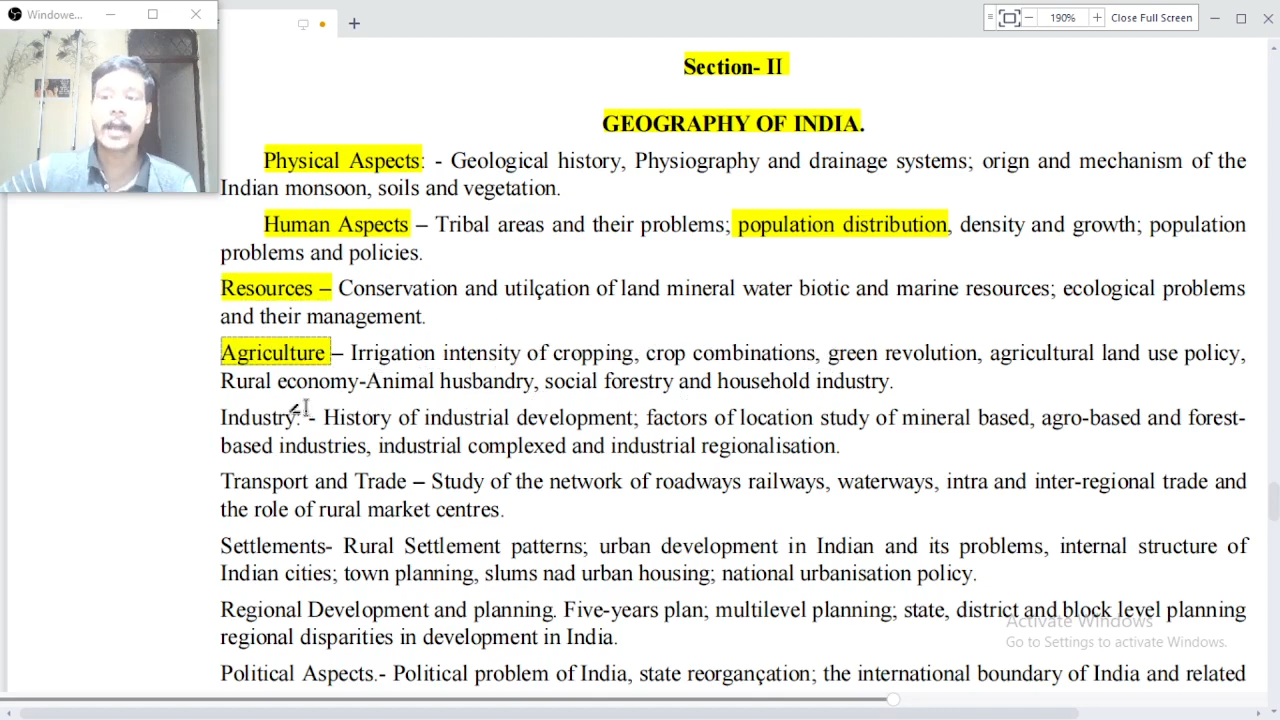 Windowe...
190%
Close Full Screen
Section- II
GEOGRAPHY OF INDIA.
Physical Aspects: - Geological history, Physiography and drainage systems; orign and mechanism of the
Indian monsoon, soils and vegetation.
Human Aspects – Tribal areas and their problems; population distribution, density and growth; population
problems and policies.
Resources – Conservation and utilçation of land mineral water biotic and marine resources; ecological problems
and their management.
Agriculture – Irrigation intensity of cropping, crop combinations, green revolution, agricultural land use policy,
Rural economy-Animal husbandry, social forestry and household industry.
Industry: - History of industrial development; factors of location study of mineral based, agro-based and forest-
based industries, industrial complexed and industrial regionalisation.
Transport and Trade – Study of the network of roadways railways, waterways, intra and inter-regional trade and
the role of rural market centres.
Settlements- Rural Settlement patterns; urban development in Indian and its problems, internal structure of
Indian cities; town planning, slums nad urban housing; national urbanisation policy.
Regional Development and planning. Five-years plan; multilevel planning; state, district and block level planning
regional disparities in development in India.
Activate Windows
Go to Settings to activate Windows.
Political Aspects.- Political problem of India, state reorgançation; the international boundary of India and related